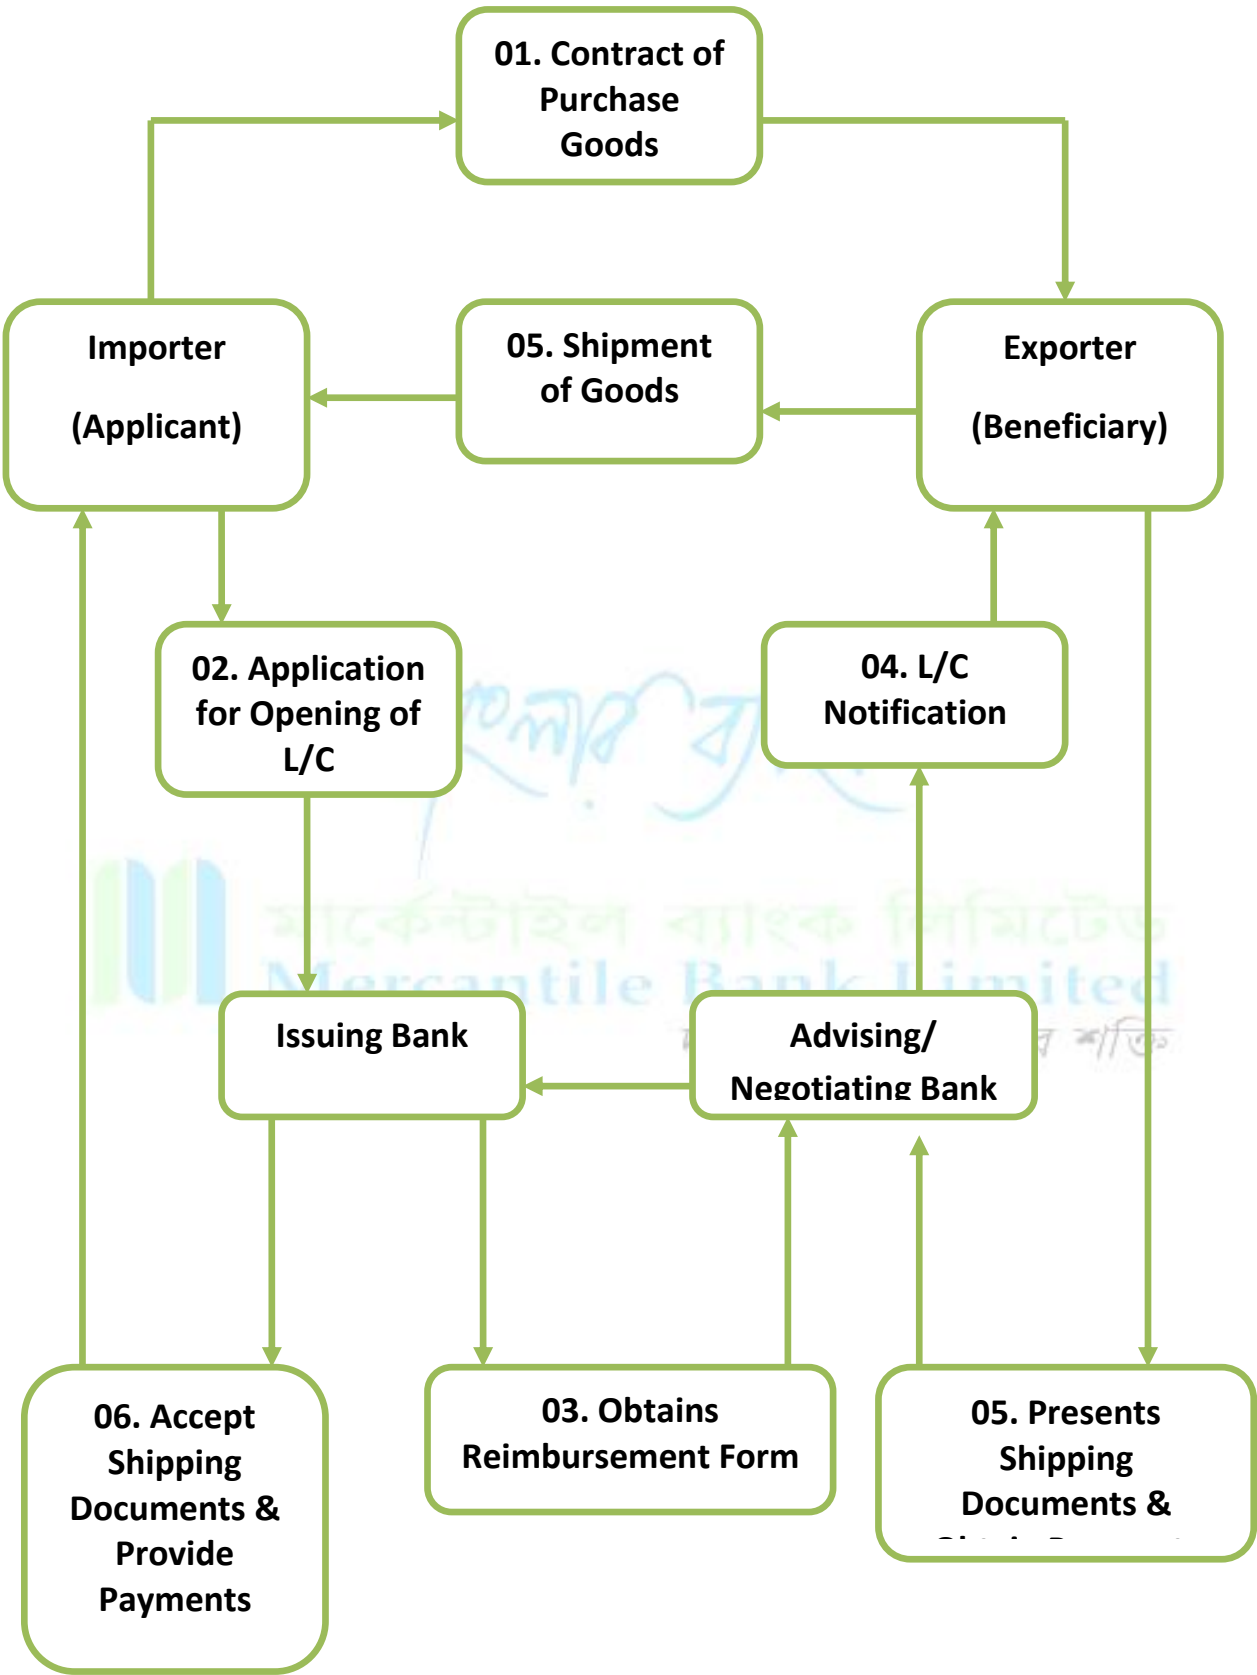 01. Contract of
Purchase
Goods
Importer
(Applicant)
05. Shipment
of Goods
Exporter
(Beneficiary)
02. Application
for Opening of
L/C
04. L/C
Notification
মার্কেন্টাইল ব্যাংক লিমিটেড
Mercantile Bank Limited
Issuing Bank
Advising/
Negotiating Bank
শক্তি
06. Accept
Shipping
Documents &
Provide
Payments
03. Obtains
Reimbursement Form
05. Presents
Shipping
Documents &